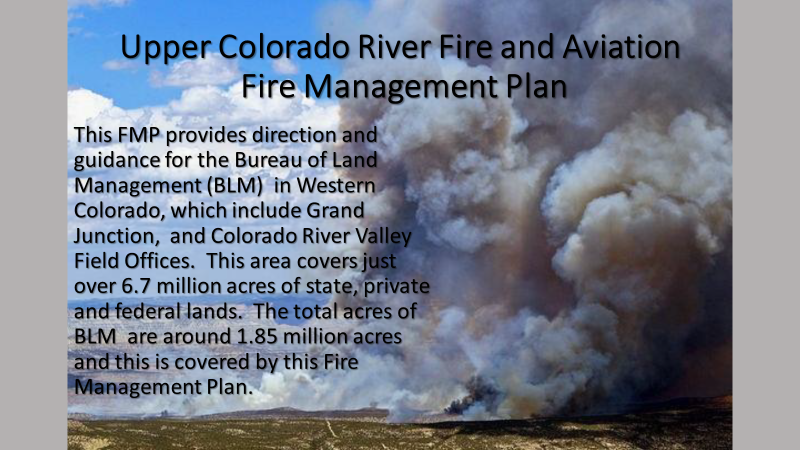 Upper Colorado River Fire and Aviation
Fire Management Plan
This FMP provides direction and
guidance for the Bureau of Land
Management (BLM)  in Western
Colorado, which include Grand
Junction,  and Colorado River Valley
Field Offices.  This area covers just
over 6.7 million acres of state, private
and federal lands.  The total acres of
BLM  are around 1.85 million acres
and this is covered by this Fire
Management Plan.